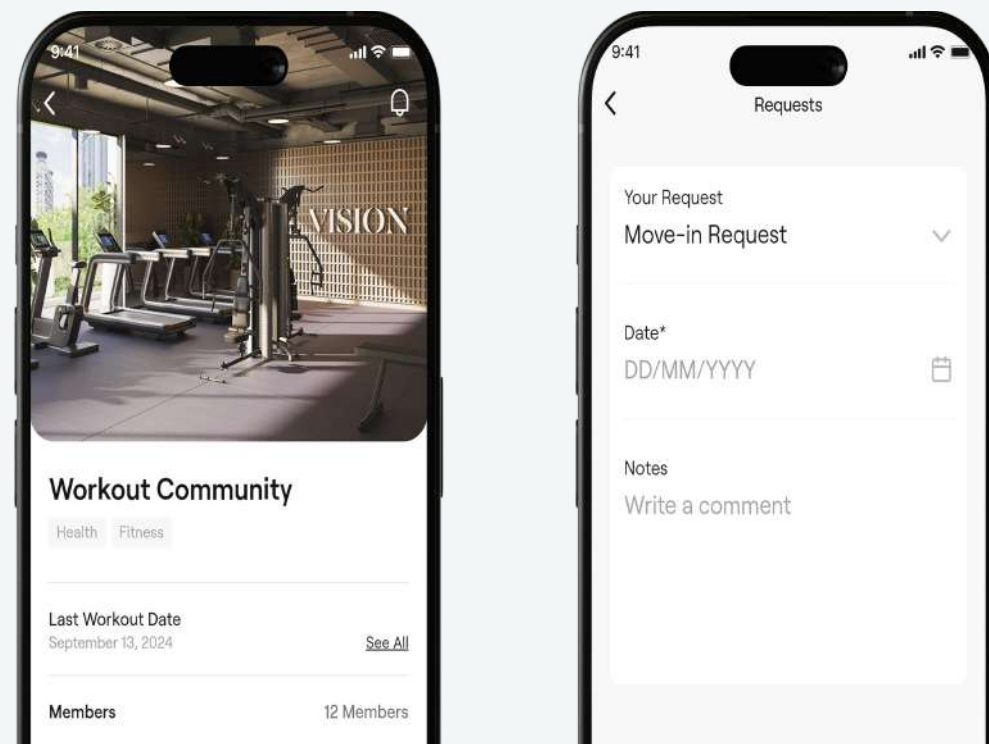 9:41
VISION
Workout Community
Health Fitness
Last Workout Date
September 13, 2024
See All
Members
12 Members
9:41
Requests
Your Request
Move-in Request
Date*
DD/MM/YYYY
Notes
Write a comment